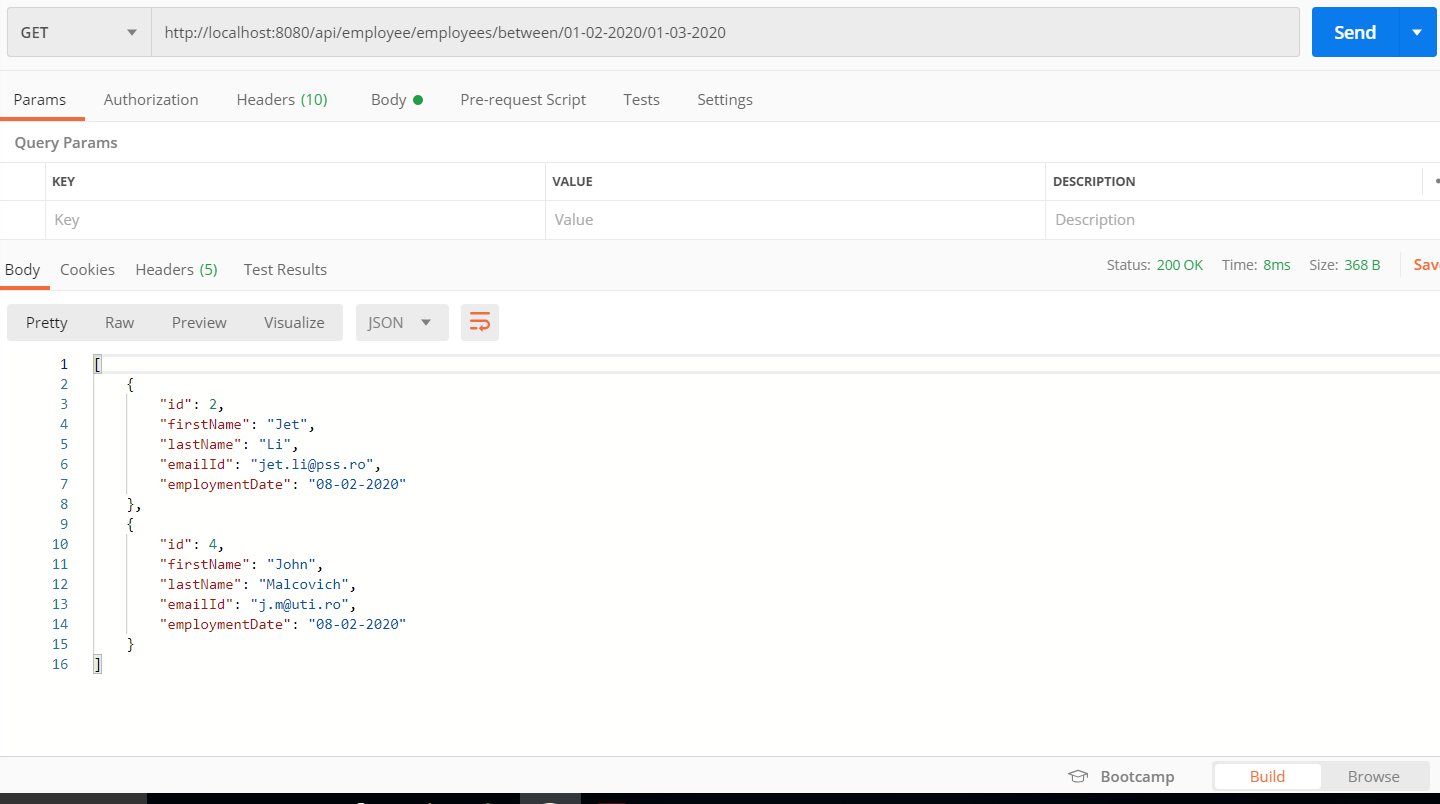 GET http://localhost:8080/api/employee/employees/between/01-02-2020/01-03-2020 Send
Params Authorization Headers (10) Body Pre-request Script Tests Settings
Query Params
KEY VALUE DESCRIPTION
Key Value Description
Body Cookies Headers (5) Test Results Status: 200 OK Time: 8ms Size: 368 B Sav
Pretty Raw Preview Visualize JSON
1 [
2 {
3 "id": 2,
4 "firstName": "Jet",
5 "lastName": "Li",
6 "emailId": "jet.li@pss.ro",
7 "employmentDate": "08-02-2020"
8 },
9 {
10 "id": 4,
11 "firstName": "John",
12 "lastName": "Malcovich",
13 "emailId": "j.m@uti.ro",
14 "employmentDate": "08-02-2020"
15 }
16 ]
Bootcamp Build Browse